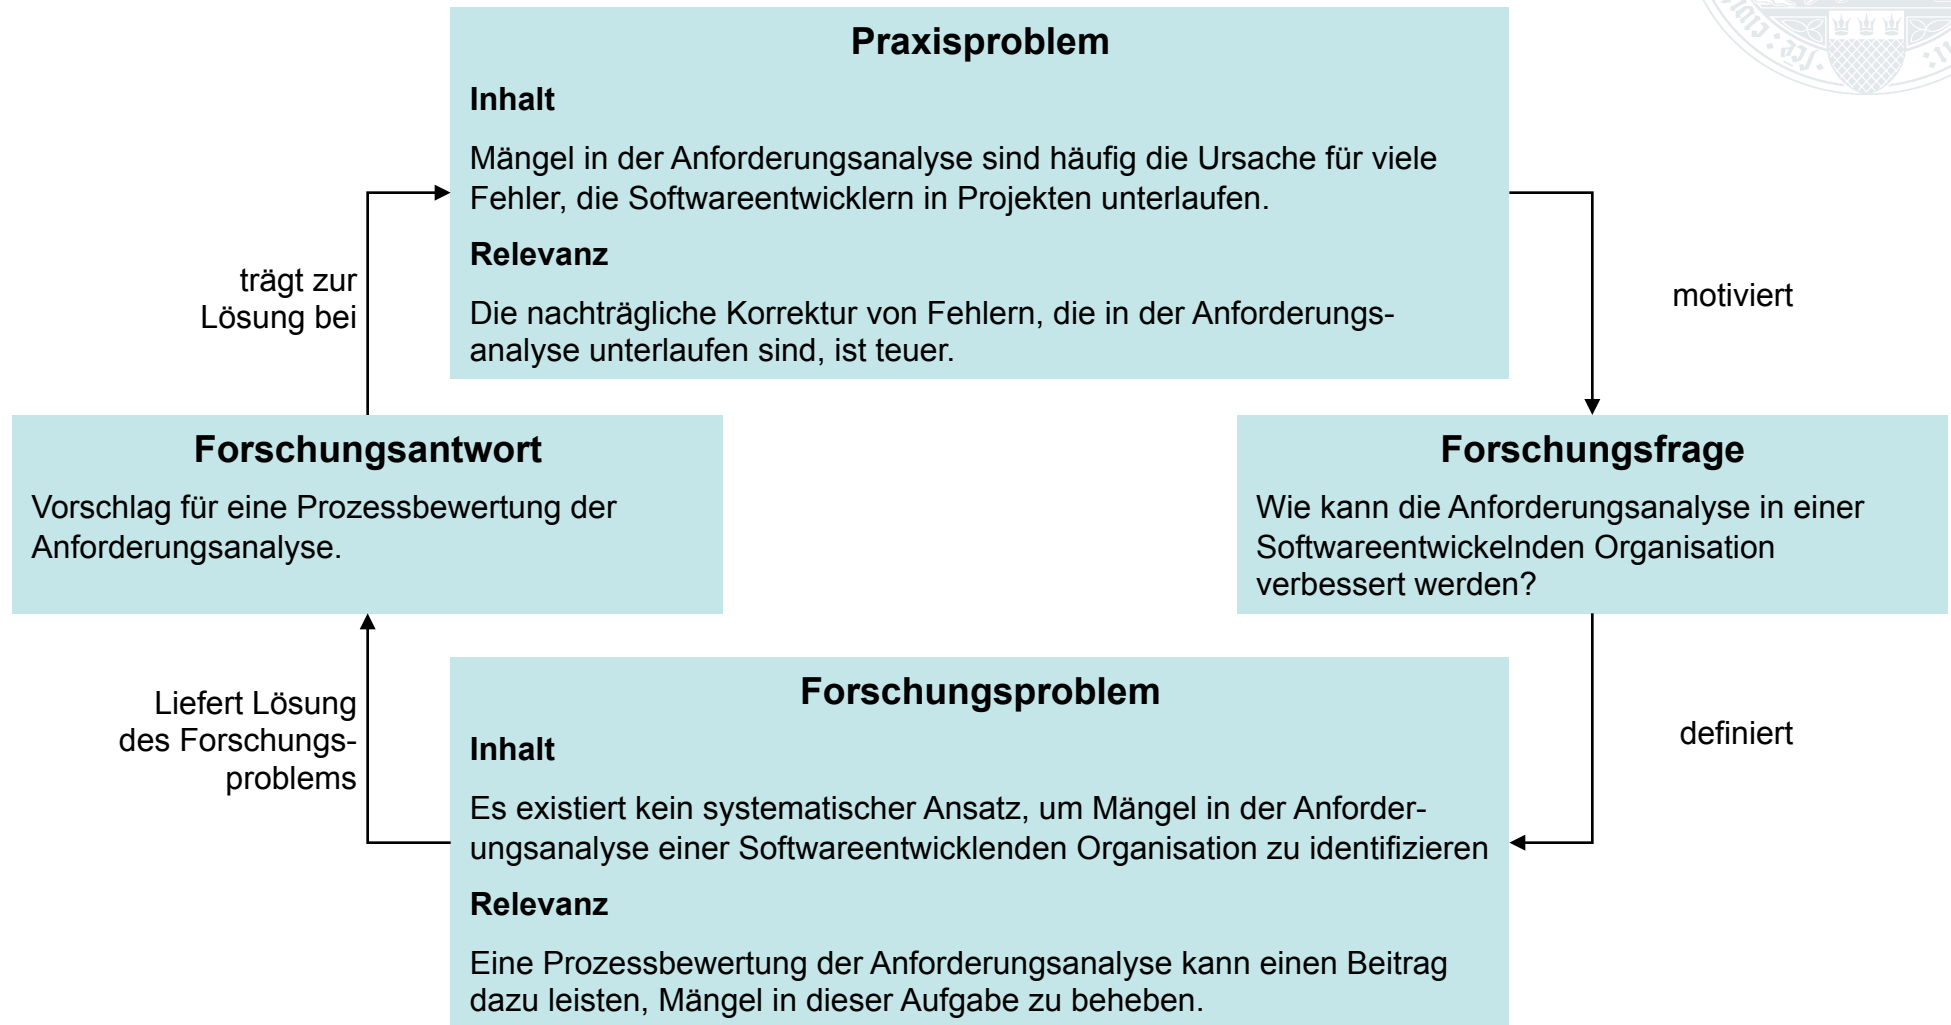 Praxisproblem
Inhalt
Mängel in der Anforderungsanalyse sind häufig die Ursache für viele
Fehler, die Softwareentwicklern in Projekten unterlaufen.
Relevanz
Die nachträgliche Korrektur von Fehlern, die in der Anforderungs-
analyse unterlaufen sind, ist teuer.
trägt zur
Lösung bei
motiviert
Forschungsantwort
Vorschlag für eine Prozessbewertung der
Anforderungsanalyse.
Forschungsfrage
Wie kann die Anforderungsanalyse in einer
Softwareentwickelnden Organisation
verbessert werden?
Liefert Lösung
des Forschungs-
problems
definiert
Forschungsproblem
Inhalt
Es existiert kein systematischer Ansatz, um Mängel in der Anforder-
ungsanalyse einer Softwareentwicklenden Organisation zu identifizieren
Relevanz
Eine Prozessbewertung der Anforderungsanalyse kann einen Beitrag
dazu leisten, Mängel in dieser Aufgabe zu beheben.